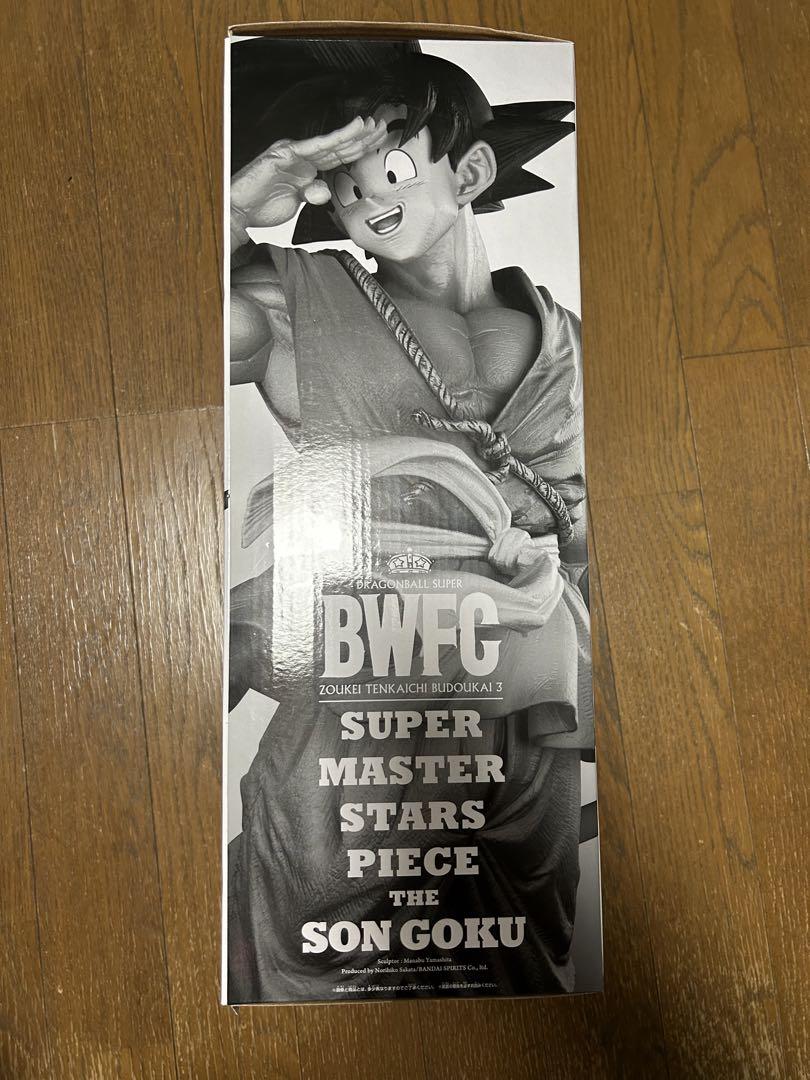 DRAGONBALL SUPER
BWFC
ZOUKEI TENKAICHI BUDOUKAI 3
SUPER
MASTER
STARS
PIECE
THE
SON GOKU
Sculptor : Manabu Yamashita
Produced by Norihiko Sakata/BANDAI SPIRITS Co., ltd.